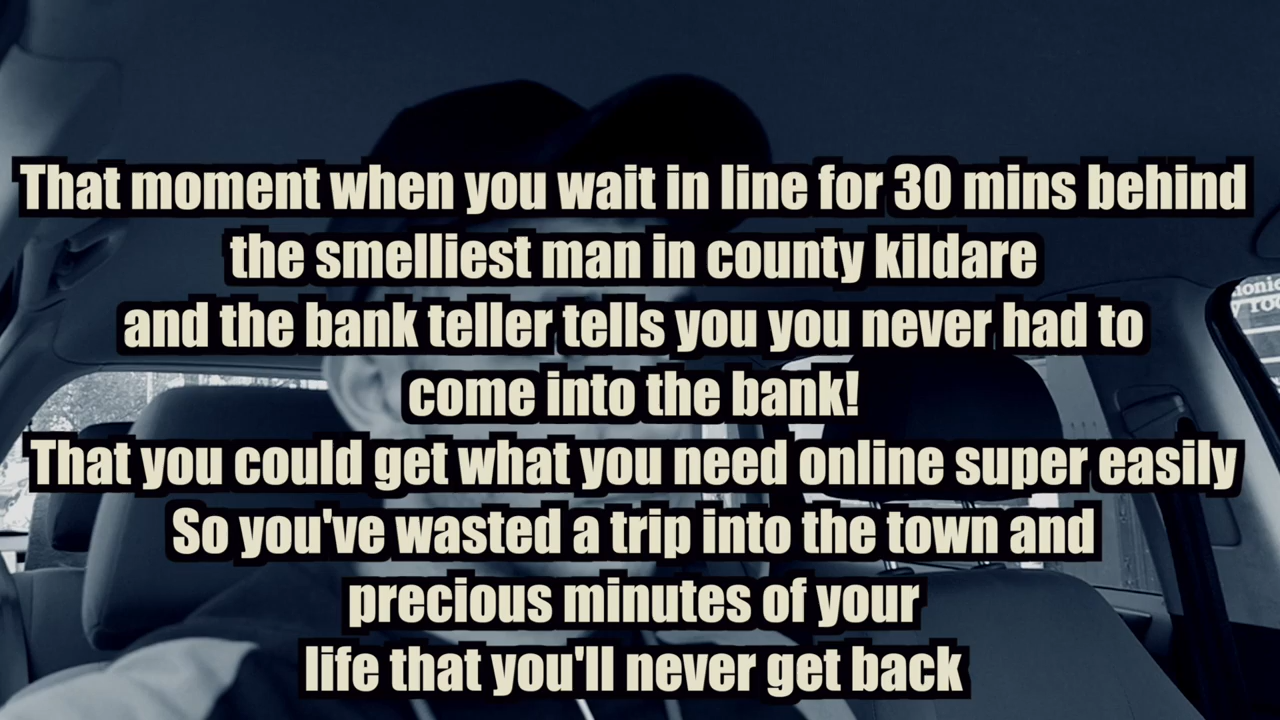 That moment when you wait in line for 30 mins behind
the smelliest man in county kildare
and the bank teller tells you you never had to
come into the bank!
That you could get what you need online super easily
So you've wasted a trip into the town and
precious minutes of your
life that you'll never get back